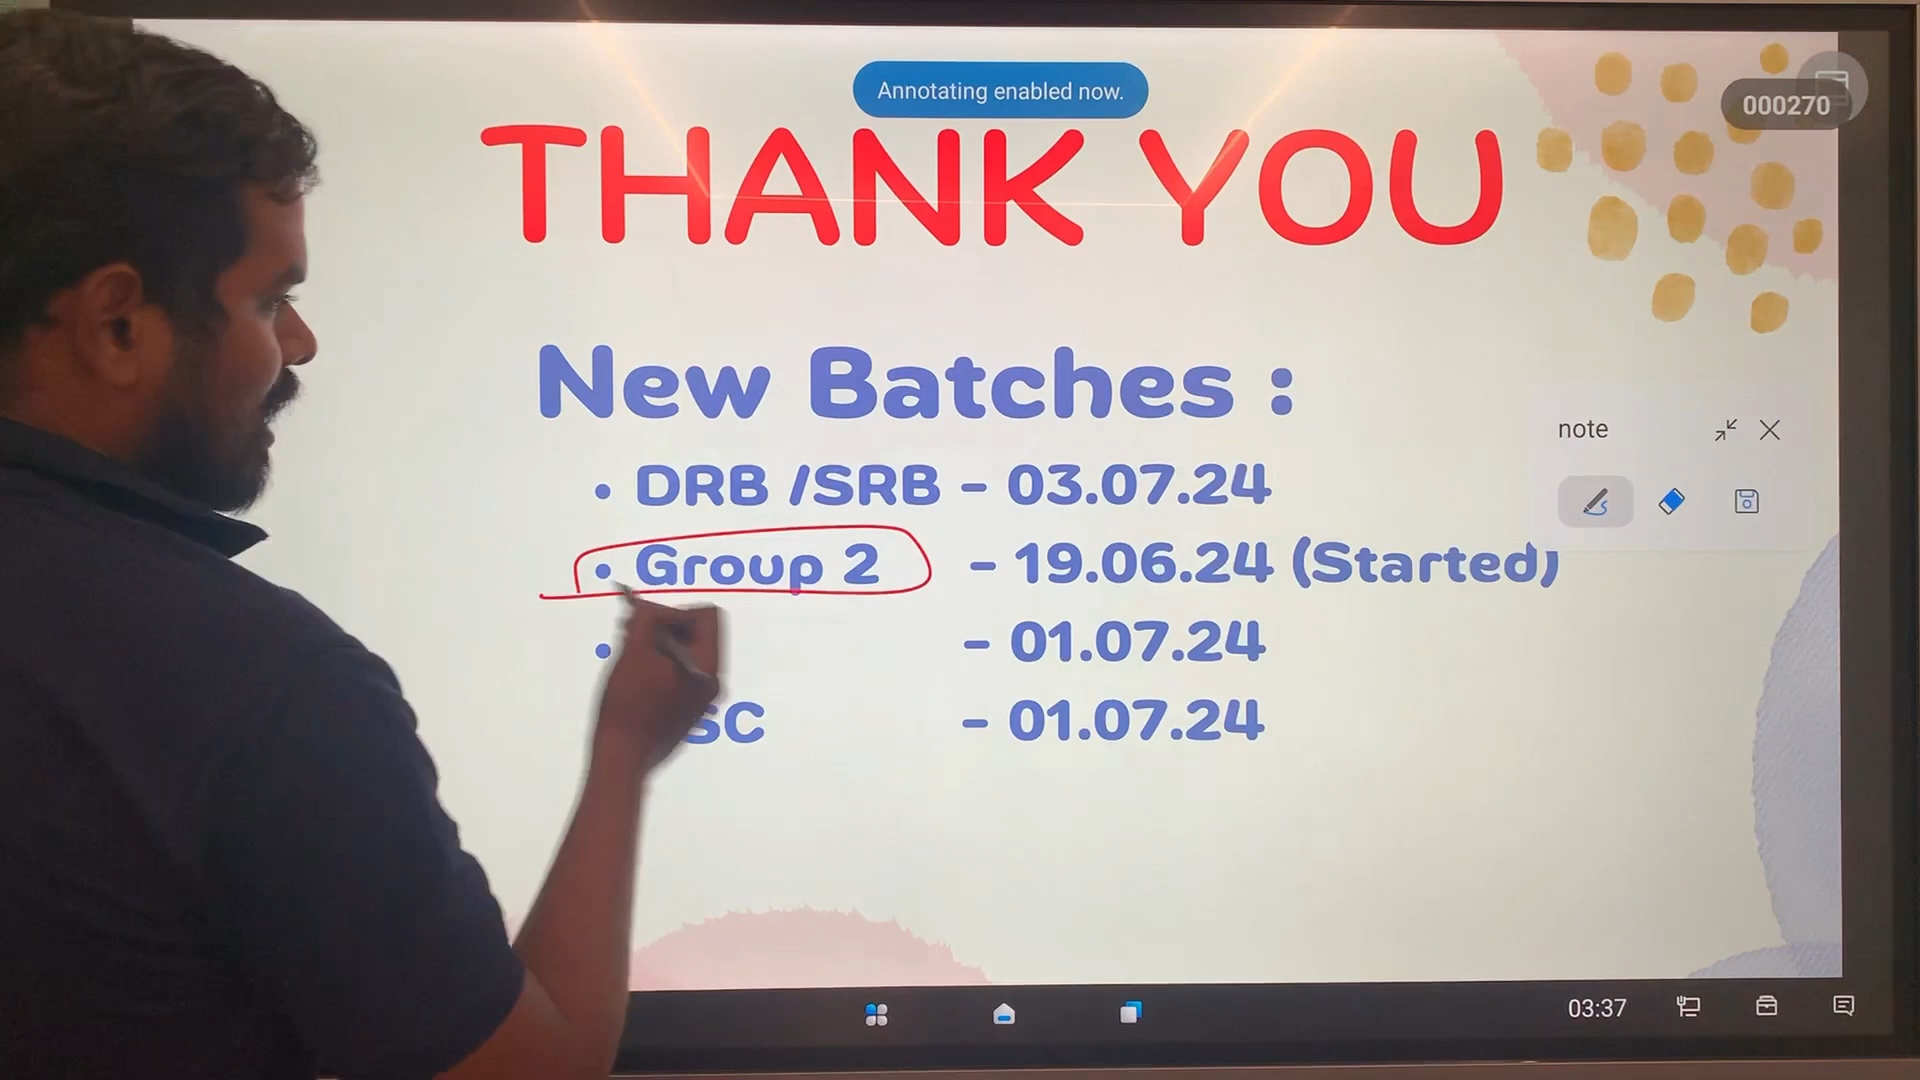 Annotating enabled now.
000270
THANK YOU
New Batches :
• DRB /SRB - 03.07.24
note
• Group 2 - 19.06.24 (Started)
• - 01.07.24
SC - 01.07.24
03:37